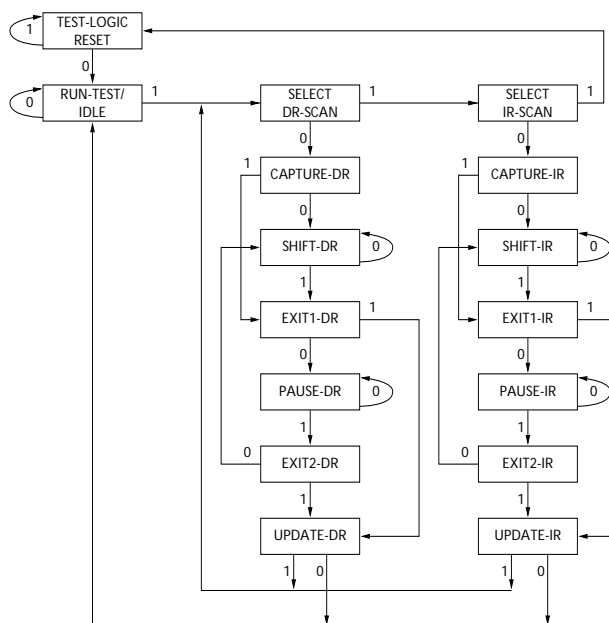 TEST-LOGIC
RESET
1
0
RUN-TEST/
IDLE
0
1
SELECT
DR-SCAN
1
SELECT
IR-SCAN
1
0
0
CAPTURE-DR
1
CAPTURE-IR
1
0
0
SHIFT-DR
0
SHIFT-IR
0
1
1
EXIT1-DR
1
EXIT1-IR
1
0
0
PAUSE-DR
0
PAUSE-IR
0
1
1
EXIT2-DR
0
EXIT2-IR
0
1
1
UPDATE-DR
UPDATE-IR
1
0
1
0